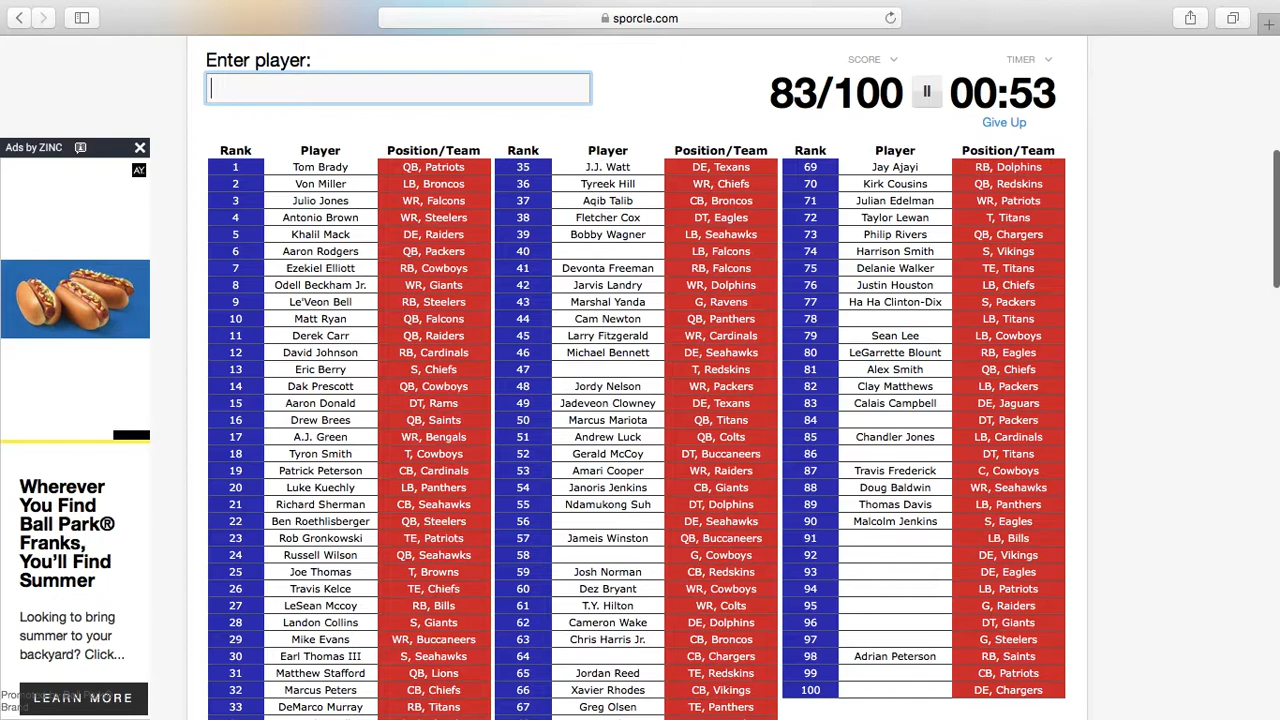 sporcle.com
Enter player:
SCORE
TIMER
83/100
00:53
Give Up
Ads by ZINC
AY
Wherever
You Find
Ball Park®
Franks,
You'll Find
Summer
Looking to bring
summer to your
backyard? Click...
LEARN MORE
Rank Player Position/Team
1 Tom Brady QB, Patriots
2 Von Miller LB, Broncos
3 Julio Jones WR, Falcons
4 Antonio Brown WR, Steelers
5 Khalil Mack DE, Raiders
6 Aaron Rodgers QB, Packers
7 Ezekiel Elliott RB, Cowboys
8 Odell Beckham Jr. WR, Giants
9 Le'Veon Bell RB, Steelers
10 Matt Ryan QB, Falcons
11 Derek Carr QB, Raiders
12 David Johnson RB, Cardinals
13 Eric Berry S, Chiefs
14 Dak Prescott QB, Cowboys
15 Aaron Donald DT, Rams
16 Drew Brees QB, Saints
17 A.J. Green WR, Bengals
18 Tyron Smith T, Cowboys
19 Patrick Peterson CB, Cardinals
20 Luke Kuechly LB, Panthers
21 Richard Sherman CB, Seahawks
22 Ben Roethlisberger QB, Steelers
23 Rob Gronkowski TE, Patriots
24 Russell Wilson QB, Seahawks
25 Joe Thomas T, Browns
26 Travis Kelce TE, Chiefs
27 LeSean Mccoy RB, Bills
28 Landon Collins S, Giants
29 Mike Evans WR, Buccaneers
30 Earl Thomas III S, Seahawks
31 Matthew Stafford QB, Lions
32 Marcus Peters CB, Chiefs
33 DeMarco Murray RB, Titans
Rank Player Position/Team
35 J.J. Watt DE, Texans
36 Tyreek Hill WR, Chiefs
37 Aqib Talib CB, Broncos
38 Fletcher Cox DT, Eagles
39 Bobby Wagner LB, Seahawks
40 LB, Falcons
41 Devonta Freeman RB, Falcons
42 Jarvis Landry WR, Dolphins
43 Marshal Yanda G, Ravens
44 Cam Newton QB, Panthers
45 Larry Fitzgerald WR, Cardinals
46 Michael Bennett DE, Seahawks
47 T, Redskins
48 Jordy Nelson WR, Packers
49 Jadeveon Clowney DE, Texans
50 Marcus Mariota QB, Titans
51 Andrew Luck QB, Colts
52 Gerald McCoy DT, Buccaneers
53 Amari Cooper WR, Raiders
54 Janoris Jenkins CB, Giants
55 Ndamukong Suh DT, Dolphins
56 DE, Seahawks
57 Jameis Winston QB, Buccaneers
58 G, Cowboys
59 Josh Norman CB, Redskins
60 Dez Bryant WR, Cowboys
61 T.Y. Hilton WR, Colts
62 Cameron Wake DE, Dolphins
63 Chris Harris Jr. CB, Broncos
64 CB, Chargers
65 Jordan Reed TE, Redskins
66 Xavier Rhodes CB, Vikings
67 Greg Olsen TE, Panthers
Rank Player Position/Team
69 Jay Ajayi RB, Dolphins
70 Kirk Cousins QB, Redskins
71 Julian Edelman WR, Patriots
72 Taylor Lewan T, Titans
73 Philip Rivers QB, Chargers
74 Harrison Smith S, Vikings
75 Delanie Walker TE, Titans
76 Justin Houston LB, Chiefs
77 Ha Ha Clinton-Dix S, Packers
78 LB, Titans
79 Sean Lee LB, Cowboys
80 LeGarrette Blount RB, Eagles
81 Alex Smith QB, Chiefs
82 Clay Matthews LB, Packers
83 Calais Campbell DE, Jaguars
84 DT, Packers
85 Chandler Jones LB, Cardinals
86 DT, Titans
87 Travis Frederick C, Cowboys
88 Doug Baldwin WR, Seahawks
89 Thomas Davis LB, Panthers
90 Malcolm Jenkins S, Eagles
91 LB, Bills
92 DE, Vikings
93 DE, Eagles
94 LB, Patriots
95 G, Raiders
96 DT, Giants
97 G, Steelers
98 Adrian Peterson RB, Saints
99 CB, Patriots
100 DE, Chargers